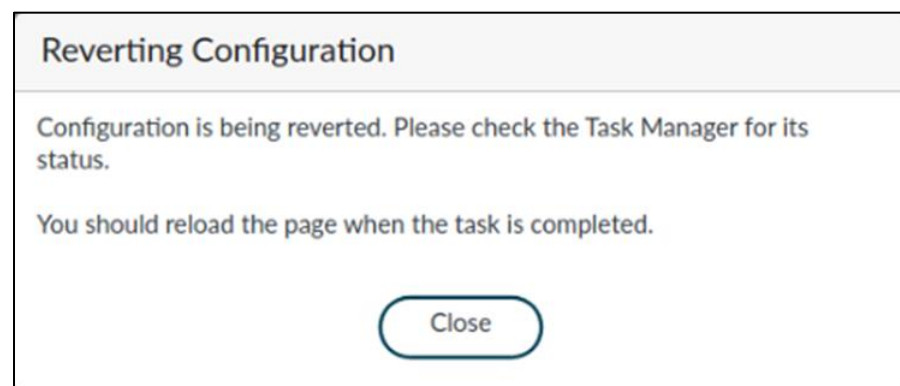 Reverting Configuration
Configuration is being reverted. Please check the Task Manager for its
status.
You should reload the page when the task is completed.
Close